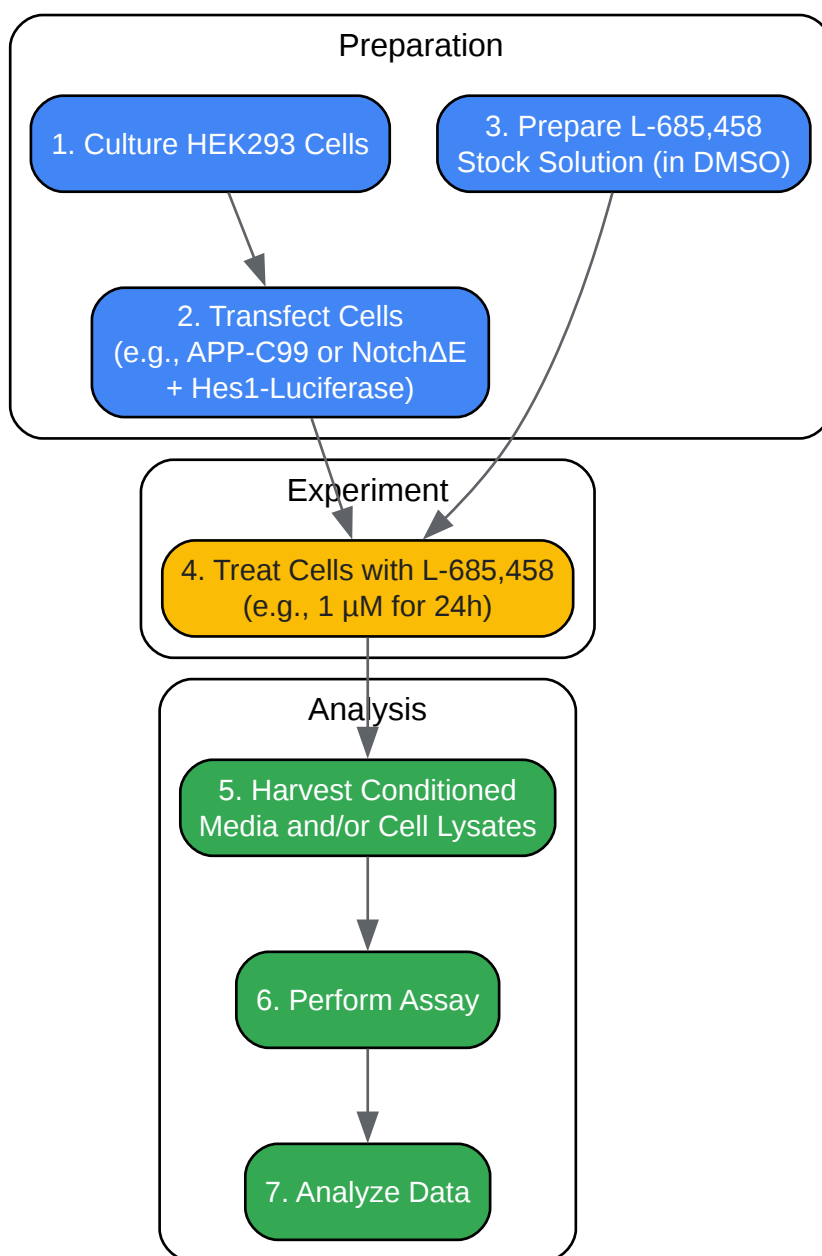 Preparation
1. Culture HEK293 Cells
3. Prepare L-685,458
Stock Solution (in DMSO)
2. Transfect Cells
(e.g., APP-C99 or NotchΔE
+ Hes1-Luciferase)
Experiment
4. Treat Cells with L-685,458
(e.g., 1 µM for 24h)
Analysis
5. Harvest Conditioned
Media and/or Cell Lysates
6. Perform Assay
7. Analyze Data